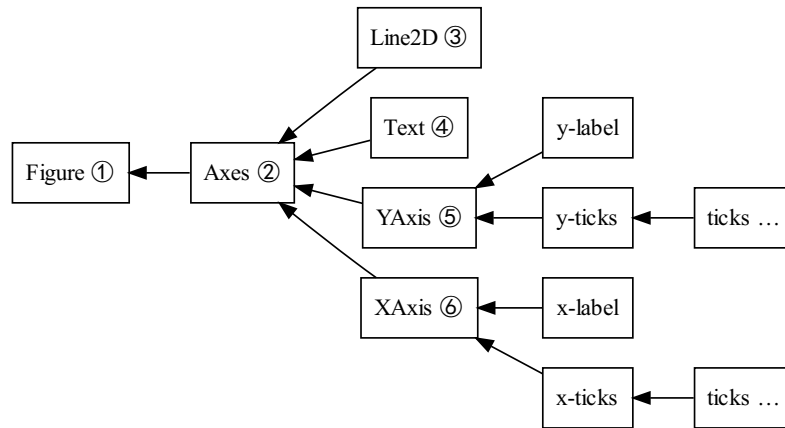 Line2D ③
Text ④
y-label
Figure ①
Axes ②
YAxis ⑤
y-ticks
ticks …
XAxis ⑥
x-label
x-ticks
ticks …